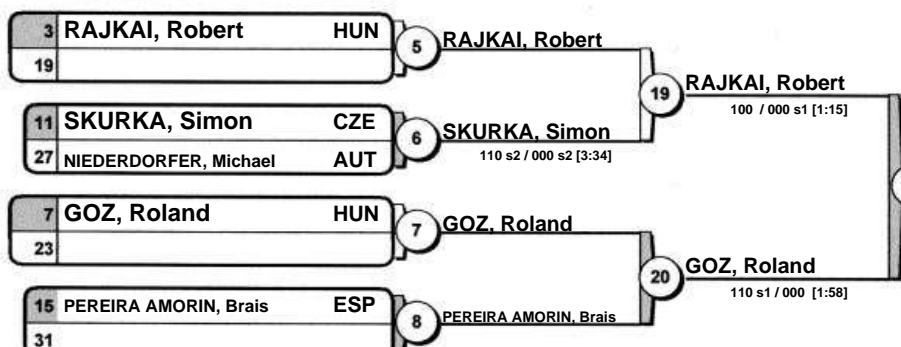 3 RAJKAI, Robert HUN
19
5 RAJKAI, Robert
11 SKURKA, Simon CZE
27 NIEDERDORFER, Michael AUT
6 SKURKA, Simon
110 s2 / 000 s2 [3:34]
19 RAJKAI, Robert
100 / 000 s1 [1:15]
7 GOZ, Roland HUN
23
7 GOZ, Roland
15 PEREIRA AMORIN, Brais ESP
31
8 PEREIRA AMORIN, Brais
20 GOZ, Roland
110 s1 / 000 [1:58]